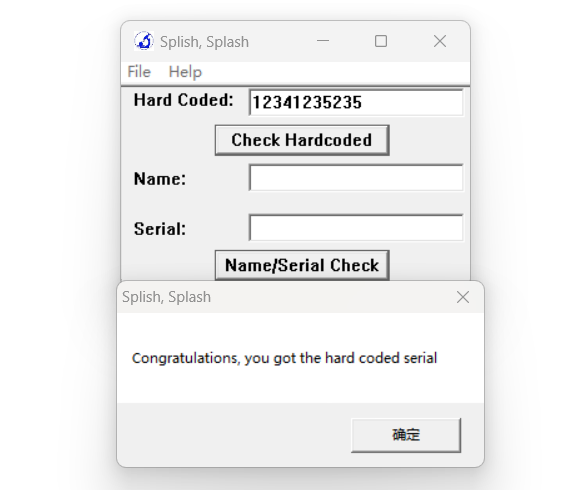 Splish, Splash
File Help
Hard Coded: 12341235235
Check Hardcoded
Name:
Serial:
Name/Serial Check
Splish, Splash
Congratulations, you got the hard coded serial
确定